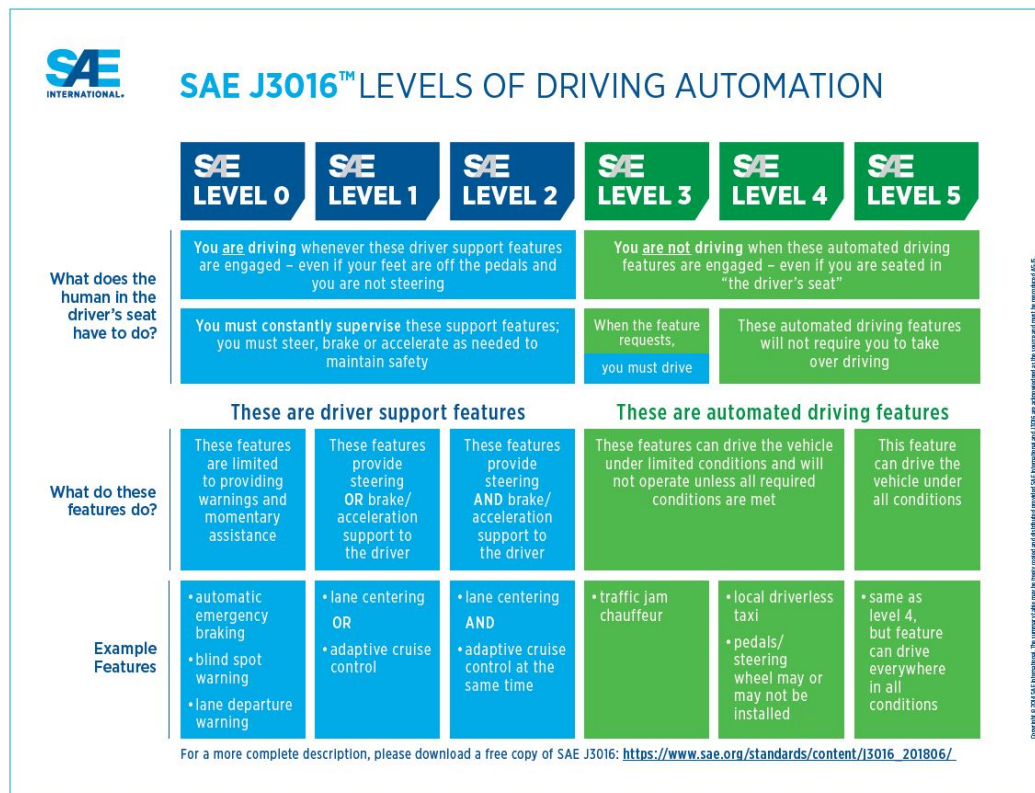 SAE
INTERNATIONAL®
SAE J3016™ LEVELS OF DRIVING AUTOMATION
SAE
LEVEL 0
SAE
LEVEL 1
SAE
LEVEL 2
SAE
LEVEL 3
SAE
LEVEL 4
SAE
LEVEL 5
What does the
human in the
driver's seat
have to do?
You are driving whenever these driver support features
are engaged – even if your feet are off the pedals and
you are not steering
You are not driving when these automated driving
features are engaged – even if you are seated in
“the driver's seat”
You must constantly supervise these support features;
you must steer, brake or accelerate as needed to
maintain safety
When the feature
requests,
you must drive
These automated driving features
will not require you to take
over driving
These are driver support features
These are automated driving features
What do these
features do?
These features
are limited
to providing
warnings and
momentary
assistance
These features
provide
steering
OR brake/
acceleration
support to
the driver
These features
provide
steering
AND brake/
acceleration
support to
the driver
These features can drive the vehicle
under limited conditions and will
not operate unless all required
conditions are met
This feature
can drive the
vehicle under
all conditions
Example
Features
• automatic
emergency
braking
• blind spot
warning
• lane departure
warning
• lane centering
OR
• adaptive cruise
control
• lane centering
AND
• adaptive cruise
control at the
same time
• traffic jam
chauffeur
• local driverless
taxi
• pedals/
steering
wheel may or
may not be
installed
• same as
level 4,
but feature
can drive
everywhere
in all
conditions
For a more complete description, please download a free copy of SAE J3016: https://www.sae.org/standards/content/j3016_201806/